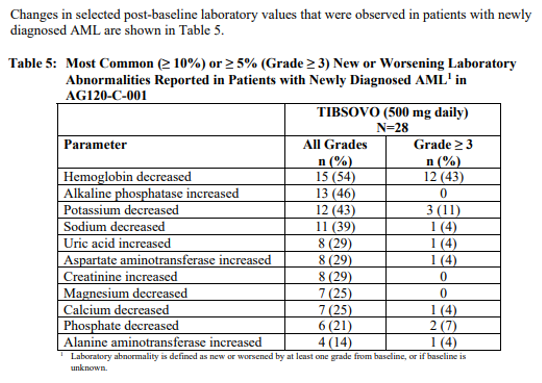 Changes in selected post-baseline laboratory values that were observed in patients with newly
diagnosed AML are shown in Table 5.
Table 5: Most Common (≥ 10%) or ≥ 5% (Grade ≥ 3) New or Worsening Laboratory
Abnormalities Reported in Patients with Newly Diagnosed AML¹ in
AG120-C-001
TIBSOVO (500 mg daily)
N=28
Parameter All Grades Grade ≥ 3
n (%) n (%)
Hemoglobin decreased 15 (54) 12 (43)
Alkaline phosphatase increased 13 (46) 0
Potassium decreased 12 (43) 3 (11)
Sodium decreased 11 (39) 1 (4)
Uric acid increased 8 (29) 1 (4)
Aspartate aminotransferase increased 8 (29) 1 (4)
Creatinine increased 8 (29) 0
Magnesium decreased 7 (25) 0
Calcium decreased 7 (25) 1 (4)
Phosphate decreased 6 (21) 2 (7)
Alanine aminotransferase increased 4 (14) 1 (4)
¹ Laboratory abnormality is defined as new or worsened by at least one grade from baseline, or if baseline is
unknown.